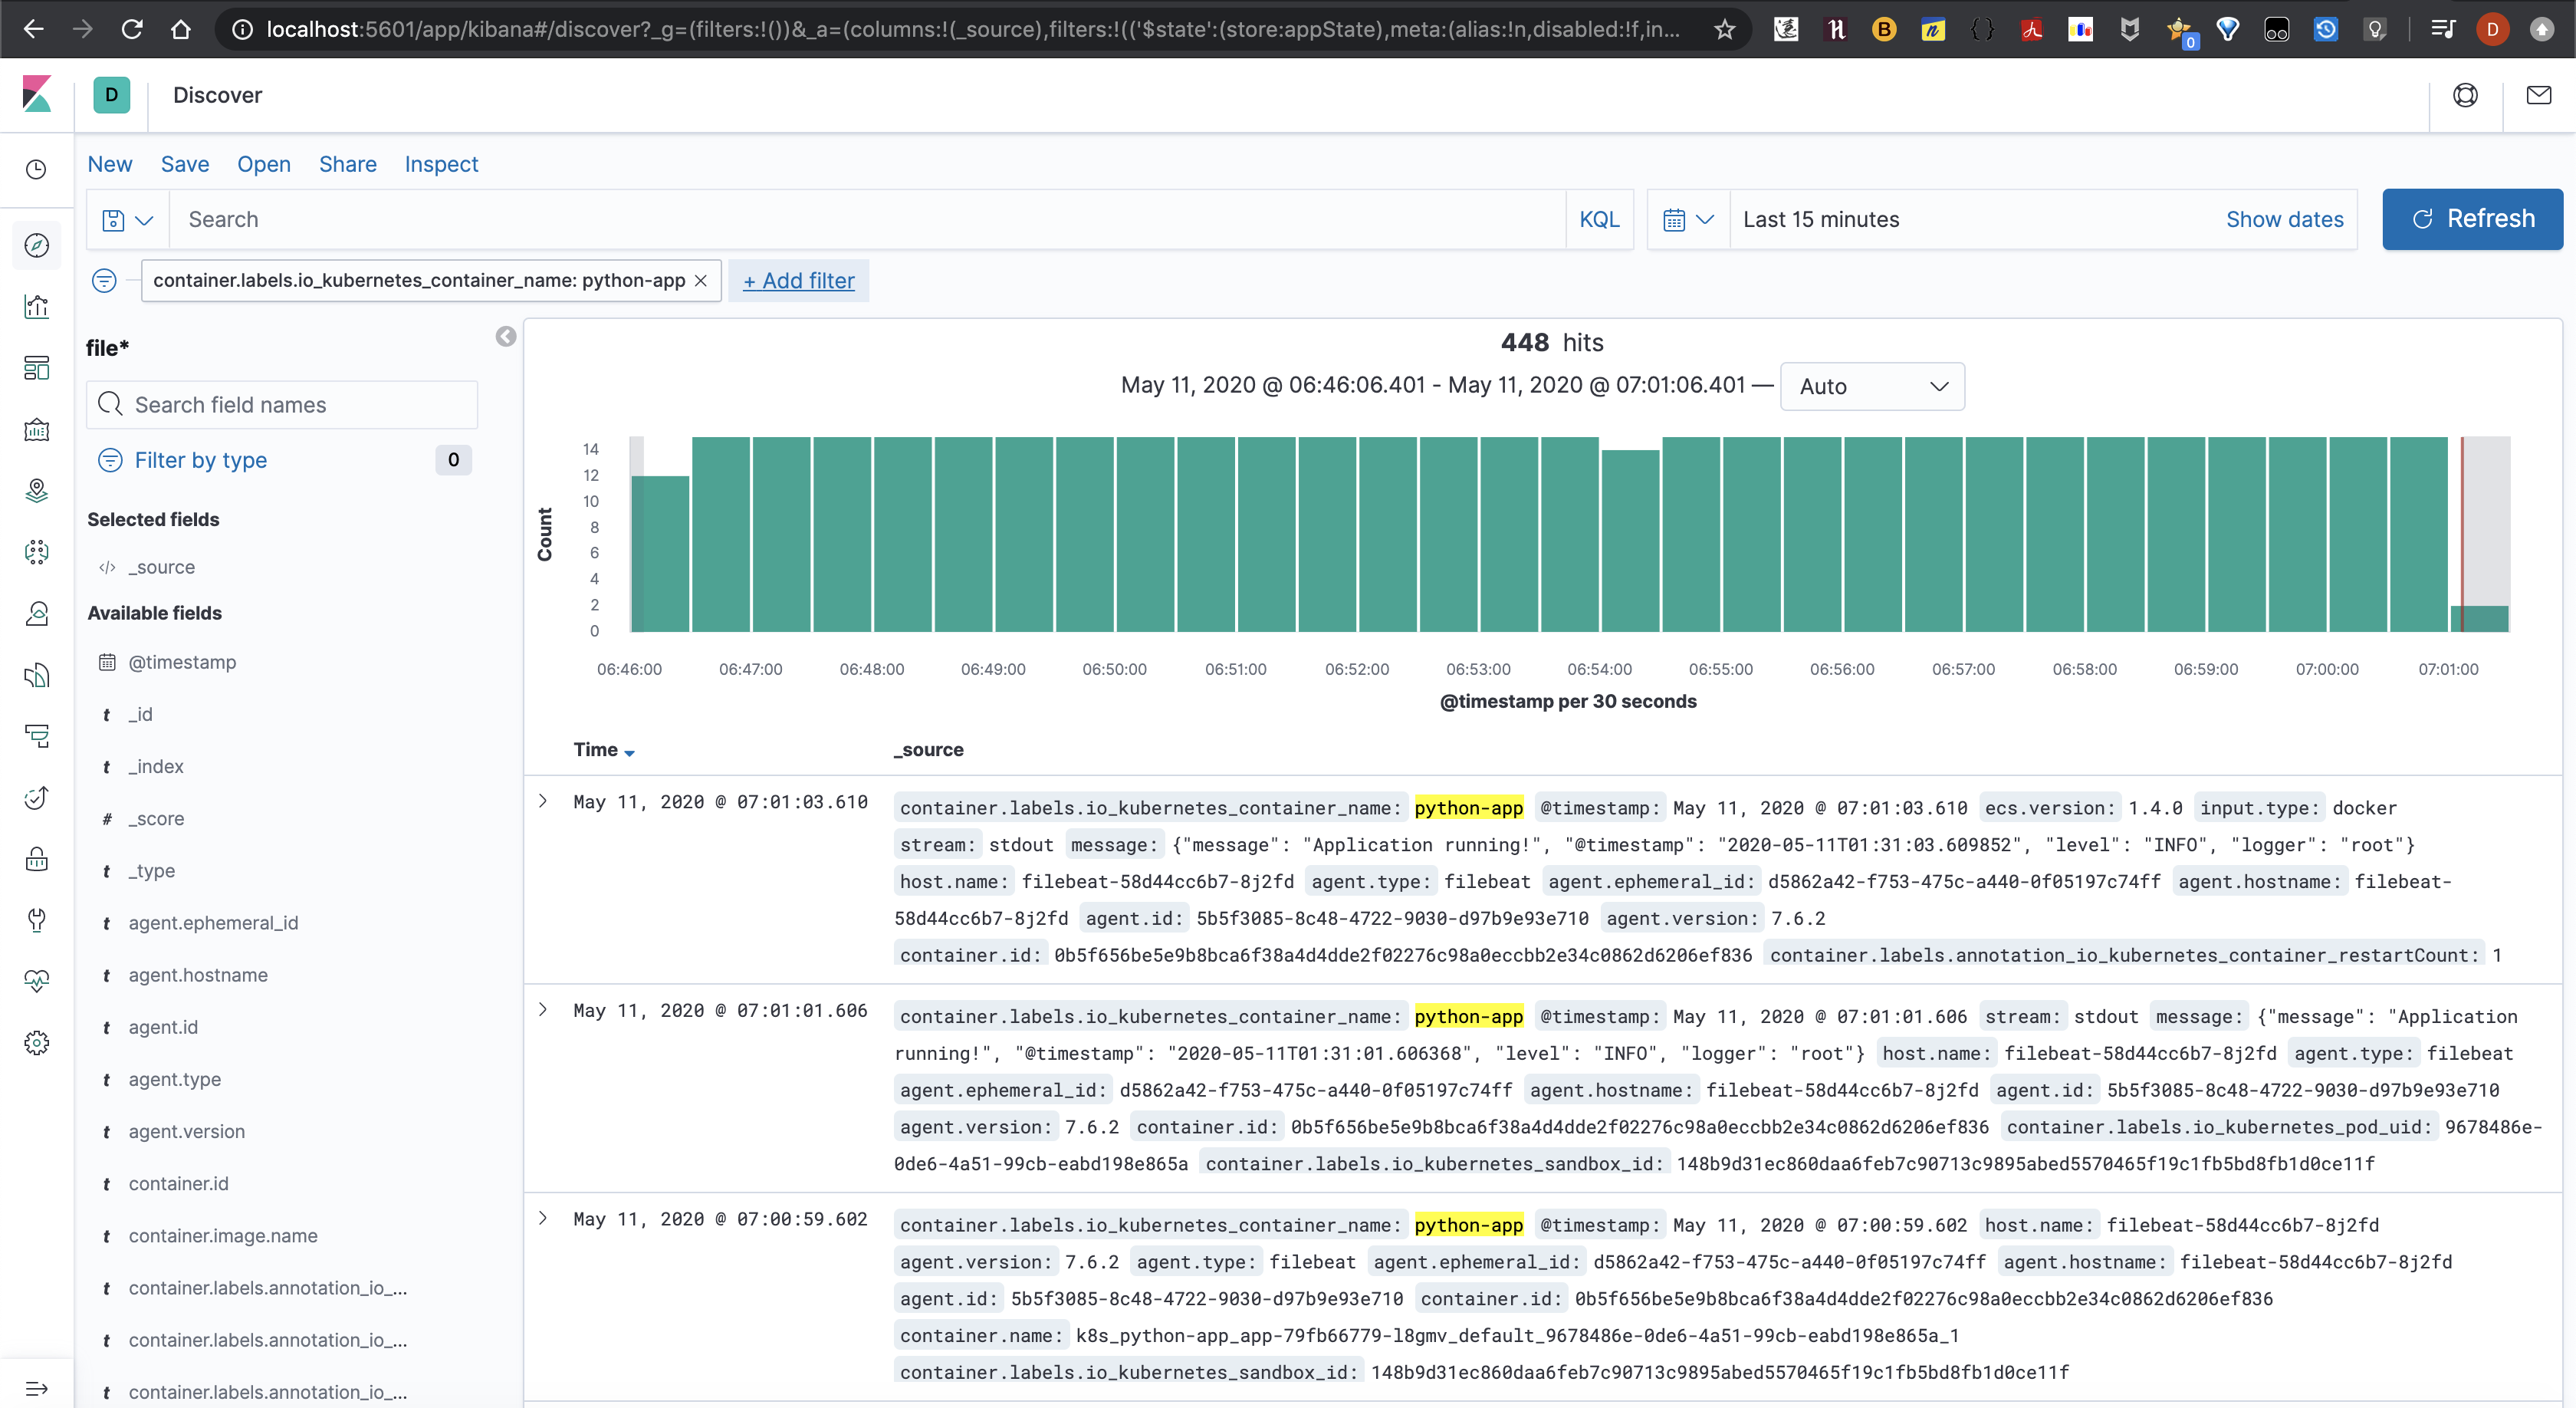 localhost:5601/app/kibana#/discover?_g=(filters:!())&_a=(columns:!(_source),filters:!(('$state':(store:appState),meta:(alias:!n,disabled:!f,in...
D
Discover
New Save Open Share Inspect
Search
KQL
Last 15 minutes
Show dates
Refresh
container.labels.io_kubernetes_container_name: python-app
+ Add filter
file*
Search field names
Filter by type
0
Selected fields
_source
Available fields
@timestamp
t _id
t _index
# _score
t _type
t agent.ephemeral_id
t agent.hostname
t agent.id
t agent.type
t agent.version
t container.id
t container.image.name
t container.labels.annotation_io_...
t container.labels.annotation_io_...
t container.labels.annotation_io_...
448 hits
May 11, 2020 @ 06:46:06.401 - May 11, 2020 @ 07:01:06.401 —
Auto
Count
14
12
10
8
6
4
2
0
06:46:00 06:47:00 06:48:00 06:49:00 06:50:00 06:51:00 06:52:00 06:53:00 06:54:00 06:55:00 06:56:00 06:57:00 06:58:00 06:59:00 07:00:00 07:01:00
@timestamp per 30 seconds
Time _source
May 11, 2020 @ 07:01:03.610
container.labels.io_kubernetes_container_name: python-app @timestamp: May 11, 2020 @ 07:01:03.610 ecs.version: 1.4.0 input.type: docker
stream: stdout message: {"message": "Application running!", "@timestamp": "2020-05-11T01:31:03.609852", "level": "INFO", "logger": "root"}
host.name: filebeat-58d44cc6b7-8j2fd agent.type: filebeat agent.ephemeral_id: d5862a42-f753-475c-a440-0f05197c74ff agent.hostname: filebeat-
58d44cc6b7-8j2fd agent.id: 5b5f3085-8c48-4722-9030-d97b9e93e710 agent.version: 7.6.2
container.id: 0b5f656be5e9b8bca6f38a4d4dde2f02276c98a0eccbb2e34c0862d6206ef836 container.labels.annotation_io_kubernetes_container_restartCount: 1
May 11, 2020 @ 07:01:01.606
container.labels.io_kubernetes_container_name: python-app @timestamp: May 11, 2020 @ 07:01:01.606 stream: stdout message: {"message": "Application
running!", "@timestamp": "2020-05-11T01:31:01.606368", "level": "INFO", "logger": "root"} host.name: filebeat-58d44cc6b7-8j2fd agent.type: filebeat
agent.ephemeral_id: d5862a42-f753-475c-a440-0f05197c74ff agent.hostname: filebeat-58d44cc6b7-8j2fd agent.id: 5b5f3085-8c48-4722-9030-d97b9e93e710
agent.version: 7.6.2 container.id: 0b5f656be5e9b8bca6f38a4d4dde2f02276c98a0eccbb2e34c0862d6206ef836 container.labels.io_kubernetes_pod_uid: 9678486e-
0de6-4a51-99cb-eabd198e865a container.labels.io_kubernetes_sandbox_id: 148b9d31ec860daa6feb7c90713c9895abed5570465f19c1fb5bd8fb1d0ce11f
May 11, 2020 @ 07:00:59.602
container.labels.io_kubernetes_container_name: python-app @timestamp: May 11, 2020 @ 07:00:59.602 host.name: filebeat-58d44cc6b7-8j2fd
agent.version: 7.6.2 agent.type: filebeat agent.ephemeral_id: d5862a42-f753-475c-a440-0f05197c74ff agent.hostname: filebeat-58d44cc6b7-8j2fd
agent.id: 5b5f3085-8c48-4722-9030-d97b9e93e710 container.id: 0b5f656be5e9b8bca6f38a4d4dde2f02276c98a0eccbb2e34c0862d6206ef836
container.name: k8s_python-app_app-79fb66779-l8gmv_default_9678486e-0de6-4a51-99cb-eabd198e865a_1
container.labels.io_kubernetes_sandbox_id: 148b9d31ec860daa6feb7c90713c9895abed5570465f19c1fb5bd8fb1d0ce11f